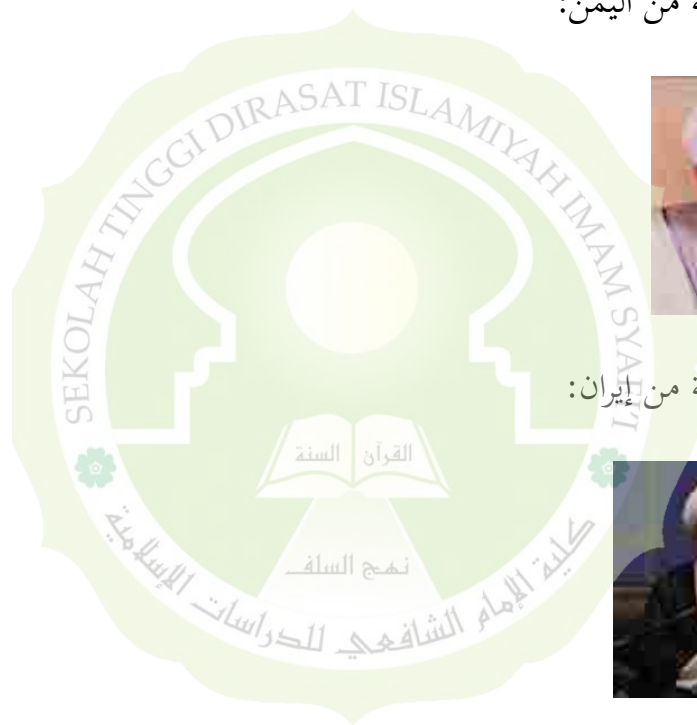 ة من اليمن:
SEKOLAH TINGGI DIRASAT ISLAMIYAH IMAM SYAFI'I
ة من إيران:
القرآن السنة
نهج السلف
كلية الإمام الشافعي للدراسات الإسلامية